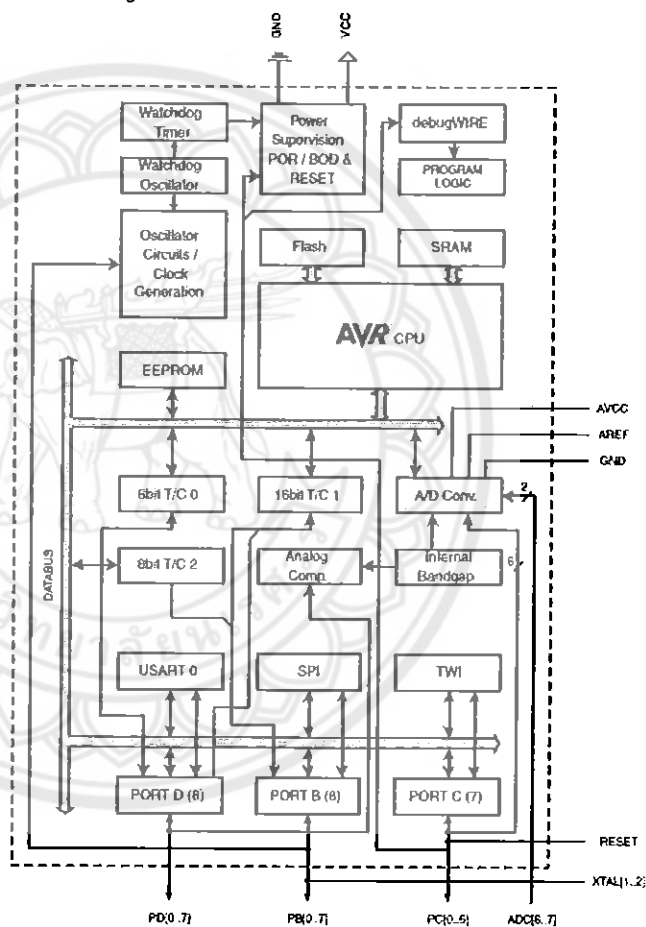 GND
VCC
Watchdog
Timer
Power
Supervision
POR / BOD &
RESET
debugWIRE
Watchdog
Oscillator
PROGRAM
LOGIC
Oscillator
Circuits /
Clock
Generation
Flash
SRAM
AVR CPU
EEPROM
AVCC
AREF
GND
8bit T/C 0
16bit T/C 1
A/D Conv.
2
DATABUS
8bit T/C 2
Analog
Comp.
Internal
Bandgap
6
USART 0
SPI
TWI
PORT D (8)
PORT B (8)
PORT C (7)
RESET
XTAL[1..2]
PD[0..7]
PB[0..7]
PC[0..6]
ADC[6..7]